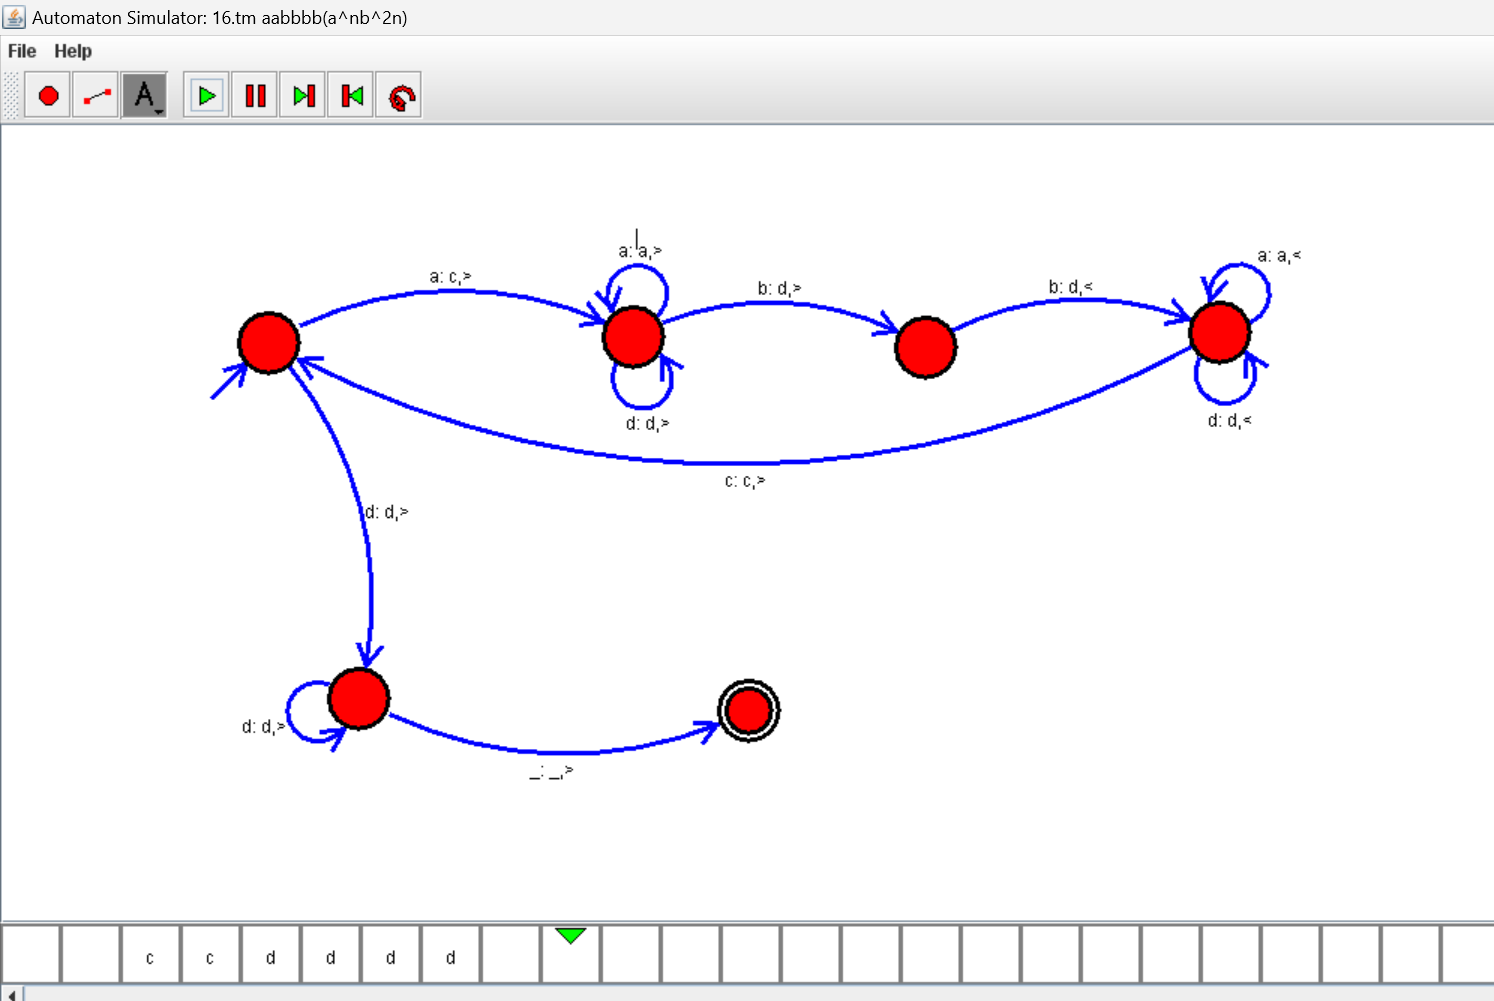 Automaton Simulator: 16.tm aabbbb(a^nb^2n)
File Help
A
a: a,>
a: a,<
a: c,>
b: d,>
b: d,<
d: d,>
d: d,<
c: c,>
d: d,>
d: d,>
_: _,>
c c d d d d